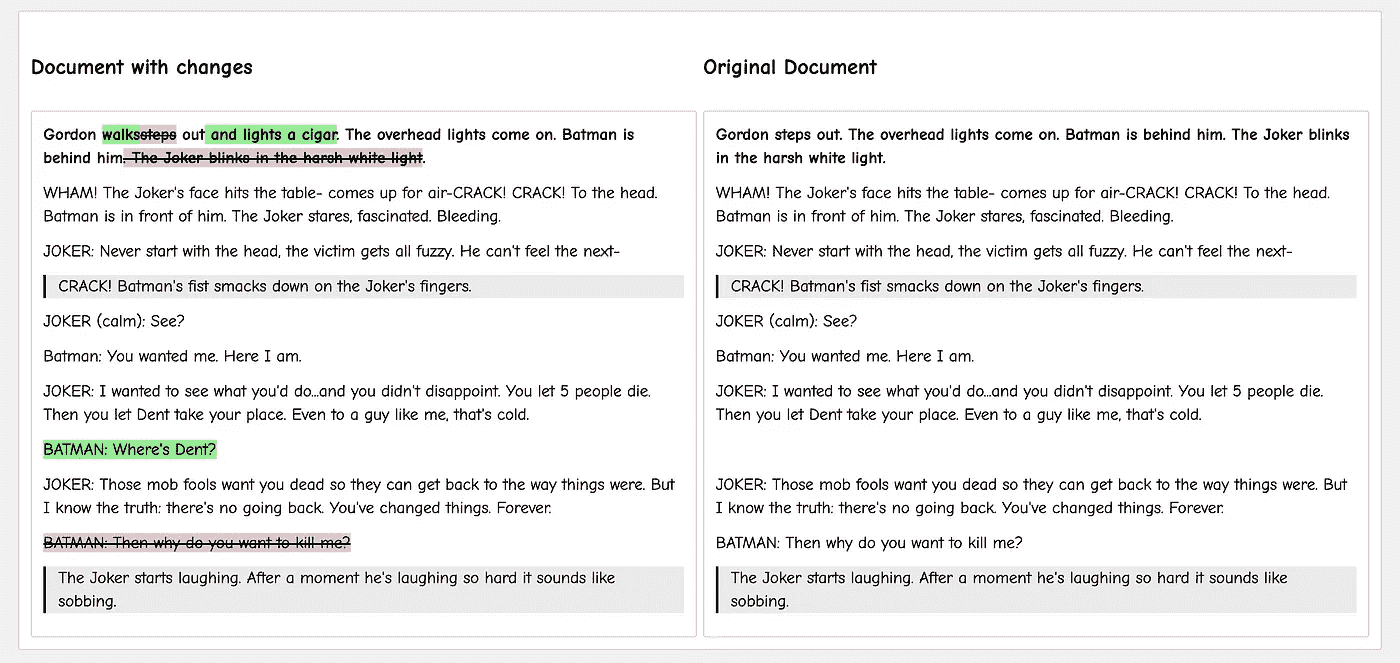 Document with changes
Gordon walkssteps out and lights a cigar. The overhead lights come on. Batman is
behind him. The Joker blinks in the harsh white light.
WHAM! The Joker's face hits the table- comes up for air-CRACK! CRACK! To the head.
Batman is in front of him. The Joker stares, fascinated. Bleeding.
JOKER: Never start with the head, the victim gets all fuzzy. He can't feel the next-
CRACK! Batman's fist smacks down on the Joker's fingers.
JOKER (calm): See?
Batman: You wanted me. Here I am.
JOKER: I wanted to see what you'd do...and you didn't disappoint. You let 5 people die.
Then you let Dent take your place. Even to a guy like me, that's cold.
BATMAN: Where's Dent?
JOKER: Those mob fools want you dead so they can get back to the way things were. But
I know the truth: there's no going back. You've changed things. Forever.
BATMAN: Then why do you want to kill me?
The Joker starts laughing. After a moment he's laughing so hard it sounds like
sobbing.
Original Document
Gordon steps out. The overhead lights come on. Batman is behind him. The Joker blinks
in the harsh white light.
WHAM! The Joker's face hits the table- comes up for air-CRACK! CRACK! To the head.
Batman is in front of him. The Joker stares, fascinated. Bleeding.
JOKER: Never start with the head, the victim gets all fuzzy. He can't feel the next-
CRACK! Batman's fist smacks down on the Joker's fingers.
JOKER (calm): See?
Batman: You wanted me. Here I am.
JOKER: I wanted to see what you'd do...and you didn't disappoint. You let 5 people die.
Then you let Dent take your place. Even to a guy like me, that's cold.
JOKER: Those mob fools want you dead so they can get back to the way things were. But
I know the truth: there's no going back. You've changed things. Forever.
BATMAN: Then why do you want to kill me?
The Joker starts laughing. After a moment he's laughing so hard it sounds like
sobbing.